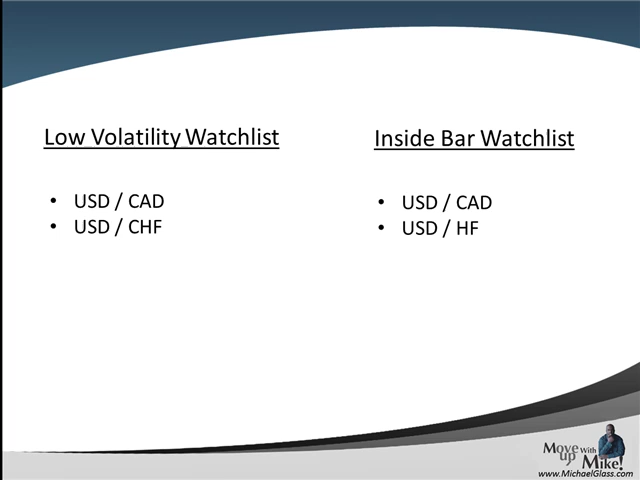 Low Volatility Watchlist
• USD / CAD
• USD / CHF
Inside Bar Watchlist
• USD / CAD
• USD / HF
Move up With Mike!
www.MichaelGlass.com